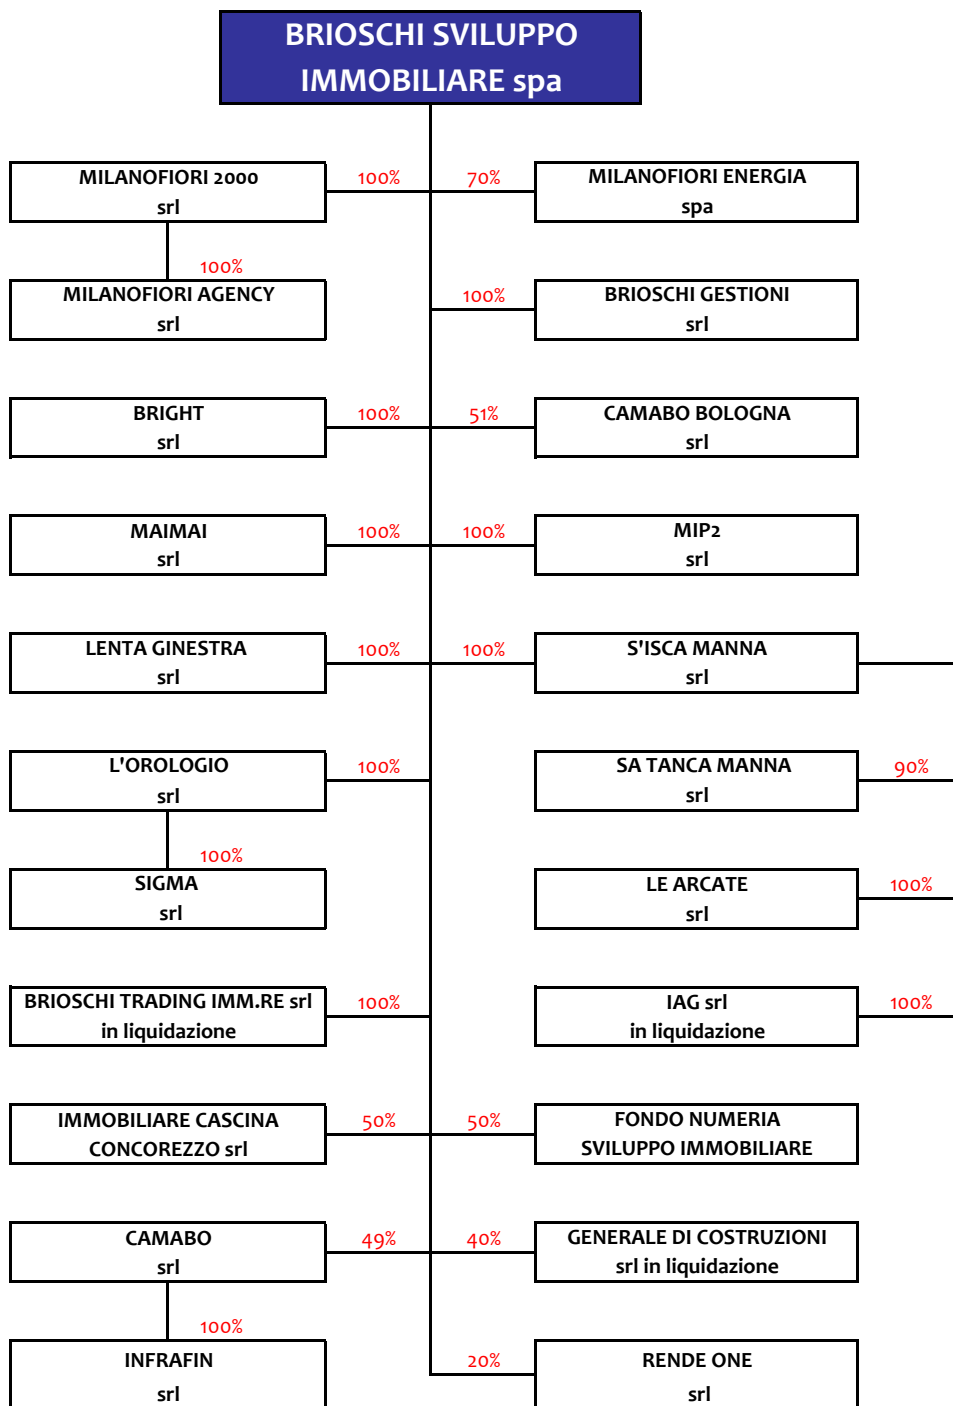 BRIOSCHI SVILUPPO
IMMOBILIARE spa
MILANOFIORI 2000
srl
100%
70%
MILANOFIORI ENERGIA
spa
100%
MILANOFIORI AGENCY
srl
100%
BRIOSCHI GESTIONI
srl
BRIGHT
srl
100%
51%
CAMABO BOLOGNA
srl
MAIMAI
srl
100%
100%
MIP2
srl
LENTA GINESTRA
srl
100%
100%
S'ISCA MANNA
srl
L'OROLOGIO
srl
100%
SA TANCA MANNA
srl
90%
100%
SIGMA
srl
LE ARCATE
srl
100%
BRIOSCHI TRADING IMM.RE srl
in liquidazione
100%
IAG srl
in liquidazione
100%
IMMOBILIARE CASCINA
CONCOREZZO srl
50%
50%
FONDO NUMERIA
SVILUPPO IMMOBILIARE
CAMABO
srl
49%
40%
GENERALE DI COSTRUZIONI
srl in liquidazione
100%
INFRAFIN
srl
20%
RENDE ONE
srl